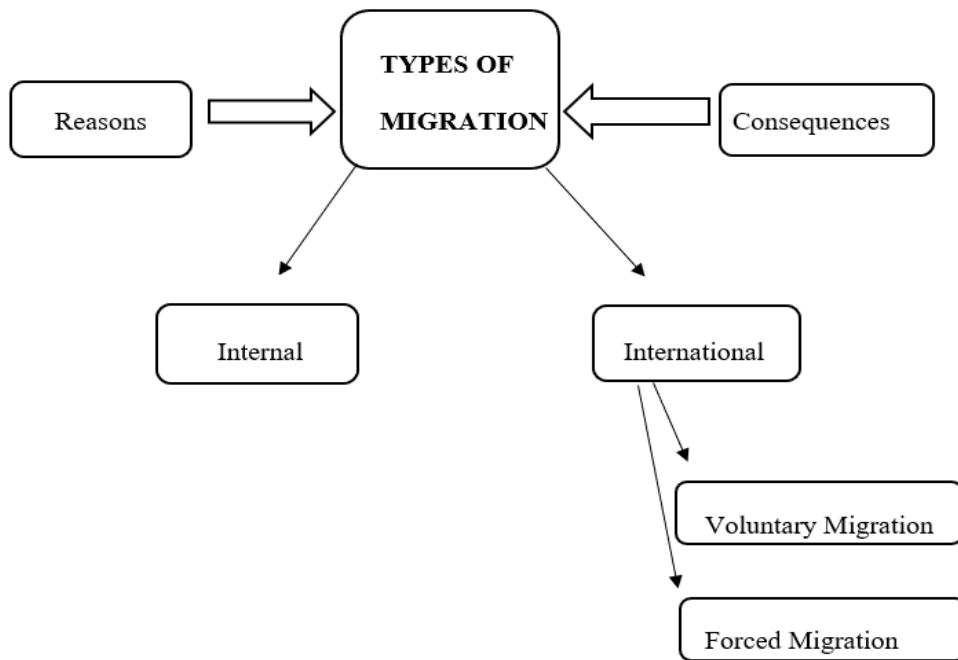 TYPES OF
MIGRATION
Reasons
Consequences
Internal
International
Voluntary Migration
Forced Migration